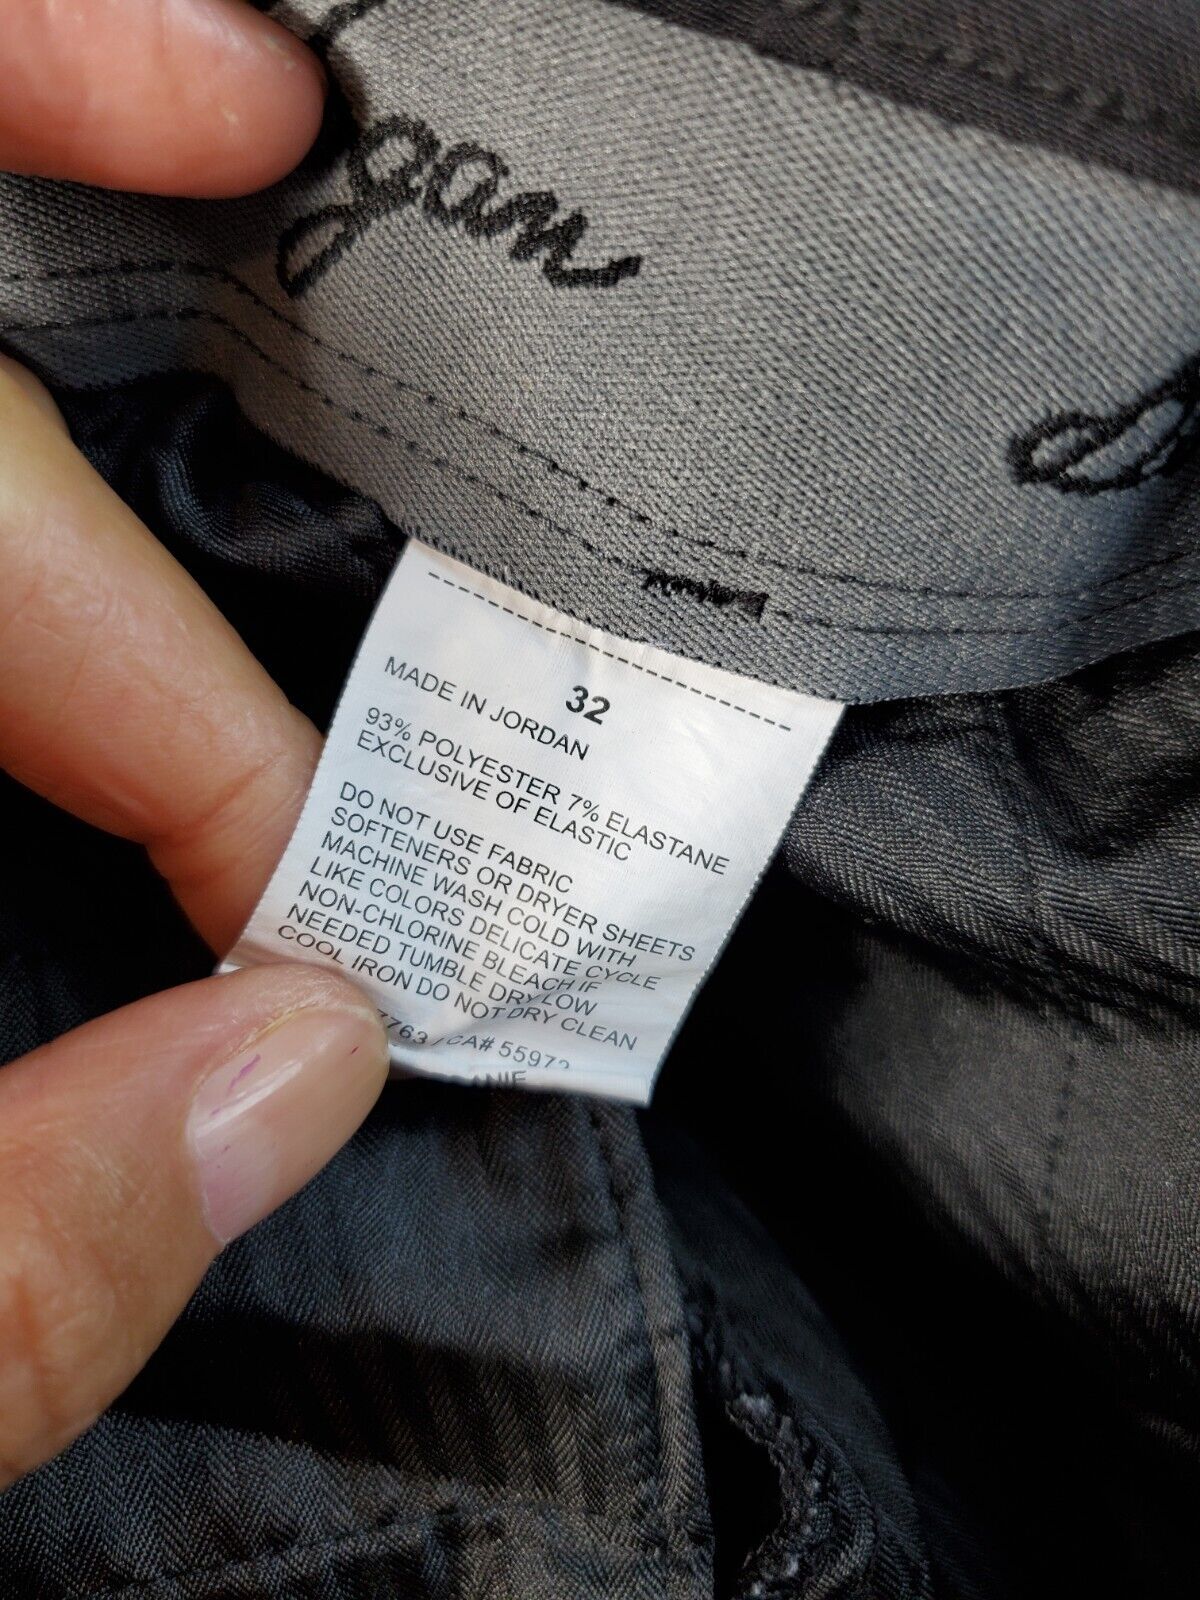 32
MADE IN JORDAN
93% POLYESTER 7% ELASTANE
EXCLUSIVE OF ELASTIC
DO NOT USE FABRIC
SOFTENERS OR DRYER SHEETS
MACHINE WASH COLD WITH
LIKE COLORS DELICATE CYCLE
NON-CHLORINE BLEACH IF
NEEDED TUMBLE DRY LOW
COOL IRON DO NOT DRY CLEAN
CA#